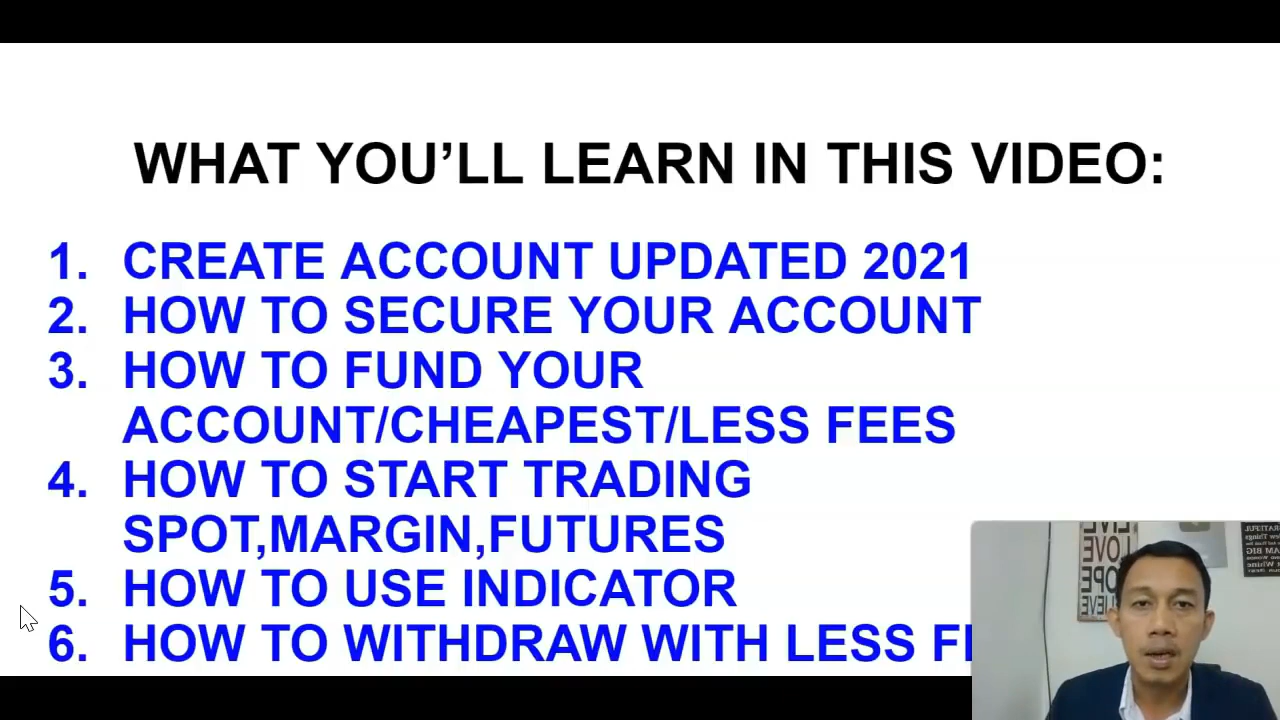 WHAT YOU'LL LEARN IN THIS VIDEO:
1. CREATE ACCOUNT UPDATED 2021
2. HOW TO SECURE YOUR ACCOUNT
3. HOW TO FUND YOUR
ACCOUNT/CHEAPEST/LESS FEES
4. HOW TO START TRADING
SPOT,MARGIN,FUTURES
5. HOW TO USE INDICATOR
6. HOW TO WITHDRAW WITH LESS
LIVE
LOVE